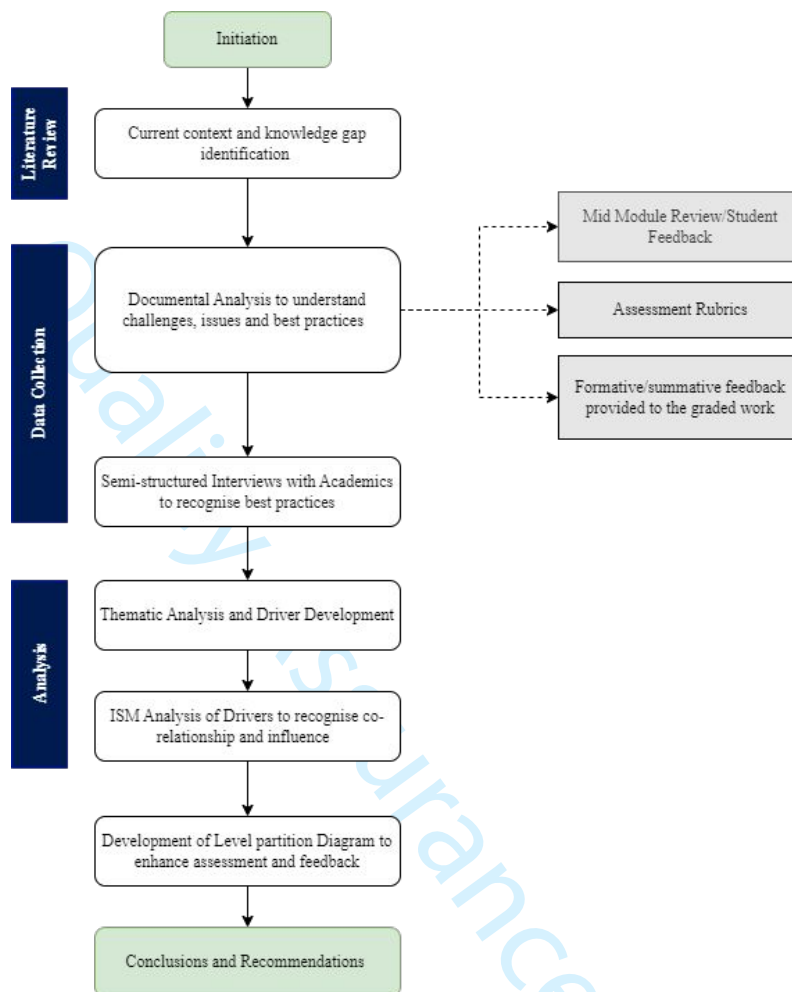 Initiation
Literature
Review
Current context and knowledge gap
identification
Data Collection
Documental Analysis to understand
challenges, issues and best practices
Mid Module Review/Student
Feedback
Assessment Rubrics
Formative/summative feedback
provided to the graded work
Semi-structured Interviews with Academics
to recognise best practices
Analysis
Thematic Analysis and Driver Development
ISM Analysis of Drivers to recognise co-
relationship and influence
Development of Level partition Diagram to
enhance assessment and feedback
Conclusions and Recommendations
Quality Assurance